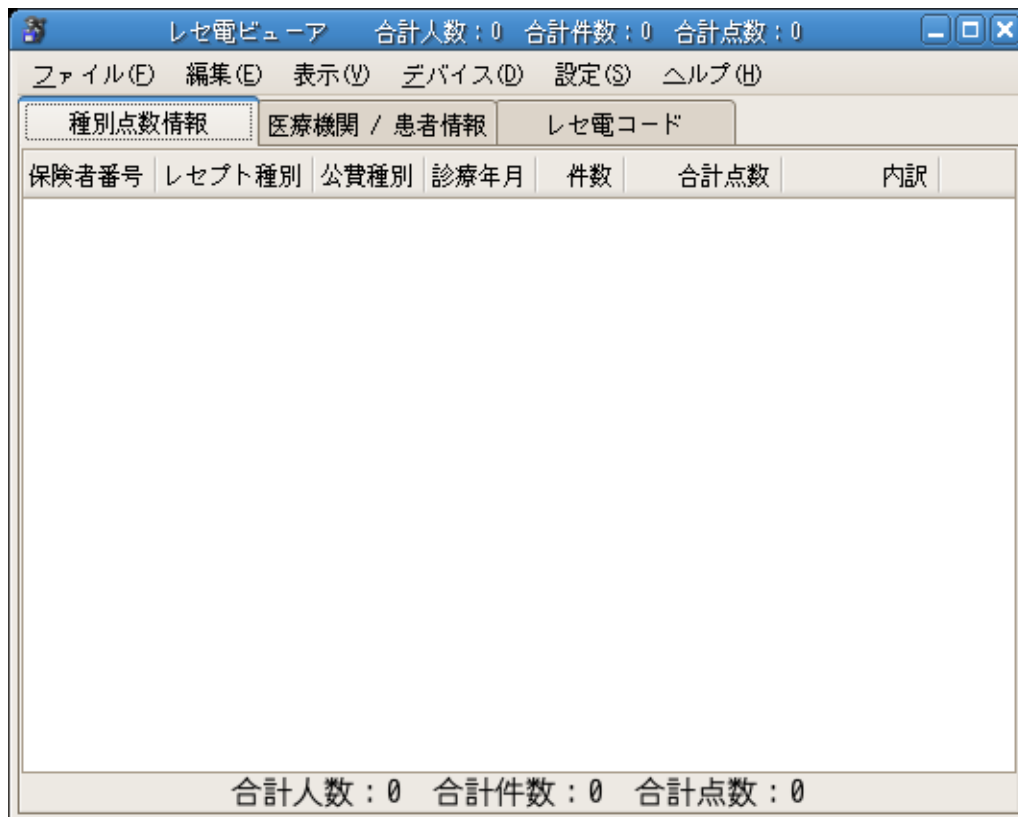 レセ電ビューア 合計人数:0 合計件数:0 合計点数:0
ファイル(F) 編集(E) 表示(V) デバイス(D) 設定(S) ヘルプ(H)
種別点数情報 医療機関 / 患者情報 レセ電コード
保険者番号 レセプト種別 公費種別 診療年月 件数 合計点数 内訳
合計人数:0 合計件数:0 合計点数:0